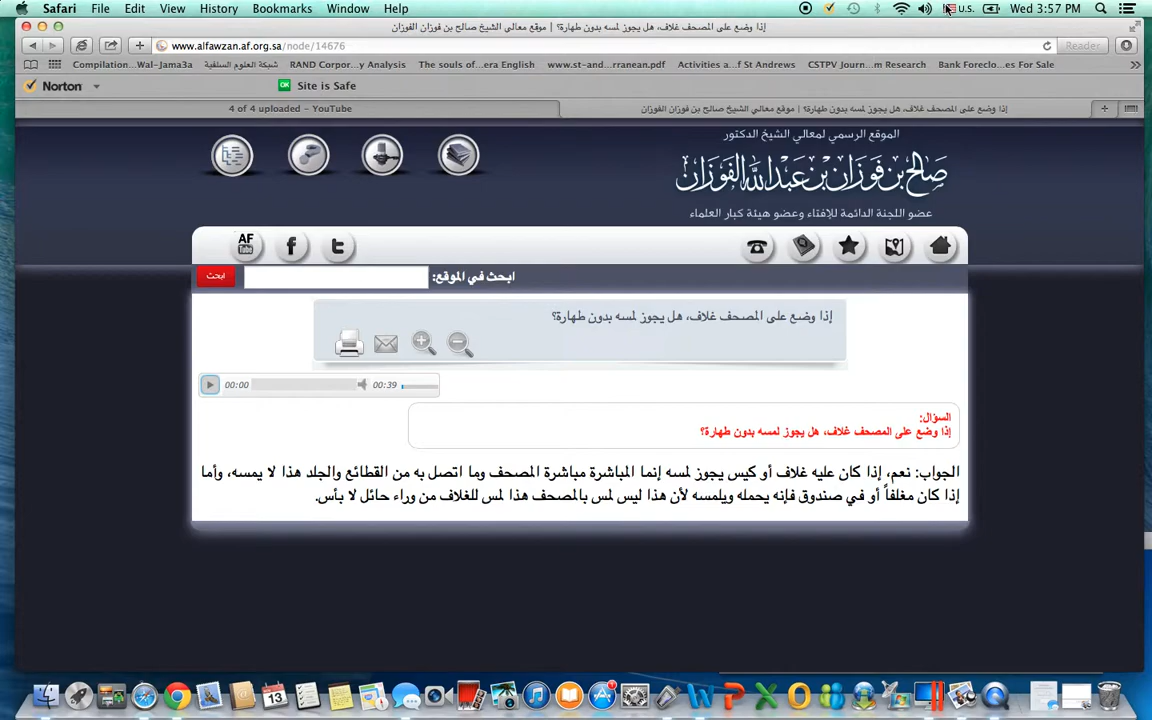 Safari File Edit View History Bookmarks Window Help U.S. Wed 3:57 PM
إذا وضع على المصحف غلاف، هل يجوز لمسه بدون طهارة؟ | موقع معالي الشيخ صالح بن فوزان الفوزان
www.alfawzan.af.org.sa/node/14676 Reader
Compilation...Wal-Jama3a شبكة العلوم السلفية RAND Corpor...y Analysis The souls of...era English www.st-and...rranean.pdf Activities a...f St Andrews CSTPV Journ...m Research Bank Foreclo...es For Sale
Norton Site is Safe
4 of 4 uploaded – YouTube
إذا وضع على المصحف غلاف، هل يجوز لمسه بدون طهارة؟ | موقع معالي الشيخ صالح بن فوزان الفوزان
الموقع الرسمي لمعالي الشيخ الدكتور
صالح بن فوزان بن عبد الله الفوزان
عضو اللجنة الدائمة للإفتاء وعضو هيئة كبار العلماء
AF
Tube
ابحث في الموقع:
ابحث
إذا وضع على المصحف غلاف، هل يجوز لمسه بدون طهارة؟
00:00 00:39
السؤال:
إذا وضع على المصحف غلاف، هل يجوز لمسه بدون طهارة؟
الجواب: نعم، إذا كان عليه غلاف أو كيس يجوز لمسه إنما المباشرة مباشرة المصحف وما اتصل به من القطائع والجلد هذا لا يمسه، وأما
إذا كان مغلفاً أو في صندوق فإنه يحمله ويلمسه لأن هذا ليس لمس بالمصحف هذا لمس للغلاف من وراء حائل لا بأس.
13
1